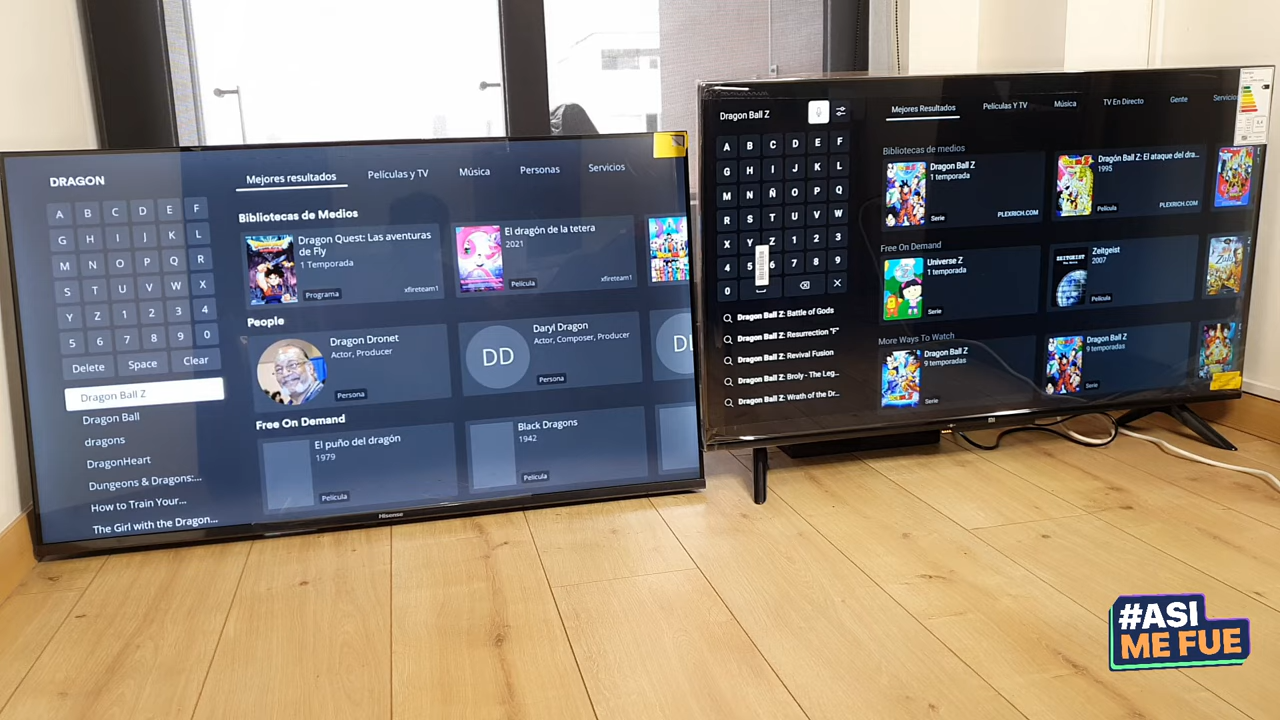 DRAGON
A B C D E F
G H I J K L
M N O P Q R
S T U V W X
Y Z 1 2 3 4
5 6 7 8 9 0
Delete Space Clear
Dragon Ball Z
Dragon Ball
dragons
DragonHeart
Dungeons & Dragons:...
How to Train Your...
The Girl with the Dragon...
Mejores resultados Películas y TV Música Personas Servicios
Bibliotecas de Medios
Dragon Quest: Las aventuras
de Fly
1 Temporada
Programa xfireteam1
El dragón de la tetera
2021
Película xfireteam1
People
Dragon Dronet
Actor, Producer
Persona
DD
Daryl Dragon
Actor, Composer, Producer
Persona
Free On Demand
El puño del dragón
1979
Película
Black Dragons
1942
Película
Hisense
Dragon Ball Z
A B C D E F
G H I J K L
M N Ñ O P Q
R S T U V W
X Y Z 1 2 3
4 5 6 7 8 9
0
Dragon Ball Z: Battle of Gods
Dragon Ball Z: Resurrection "F"
Dragon Ball Z: Revival Fusion
Dragon Ball Z: Broly - The Leg...
Dragon Ball Z: Wrath of the Dr...
Mejores Resultados Películas Y TV Música TV En Directo Gente Servicio
Bibliotecas de medios
Dragon Ball Z
1 temporada
Serie PLEXRICH.COM
Dragón Ball Z: El ataque del dra...
1995
Película PLEXRICH.COM
Free On Demand
Universe Z
1 temporada
Serie
ZEITGEIST
Zeitgeist
2007
Película
More Ways To Watch
Dragon Ball Z
9 temporadas
Serie
Dragon Ball Z
9 temporadas
Serie
#ASI
ME FUE